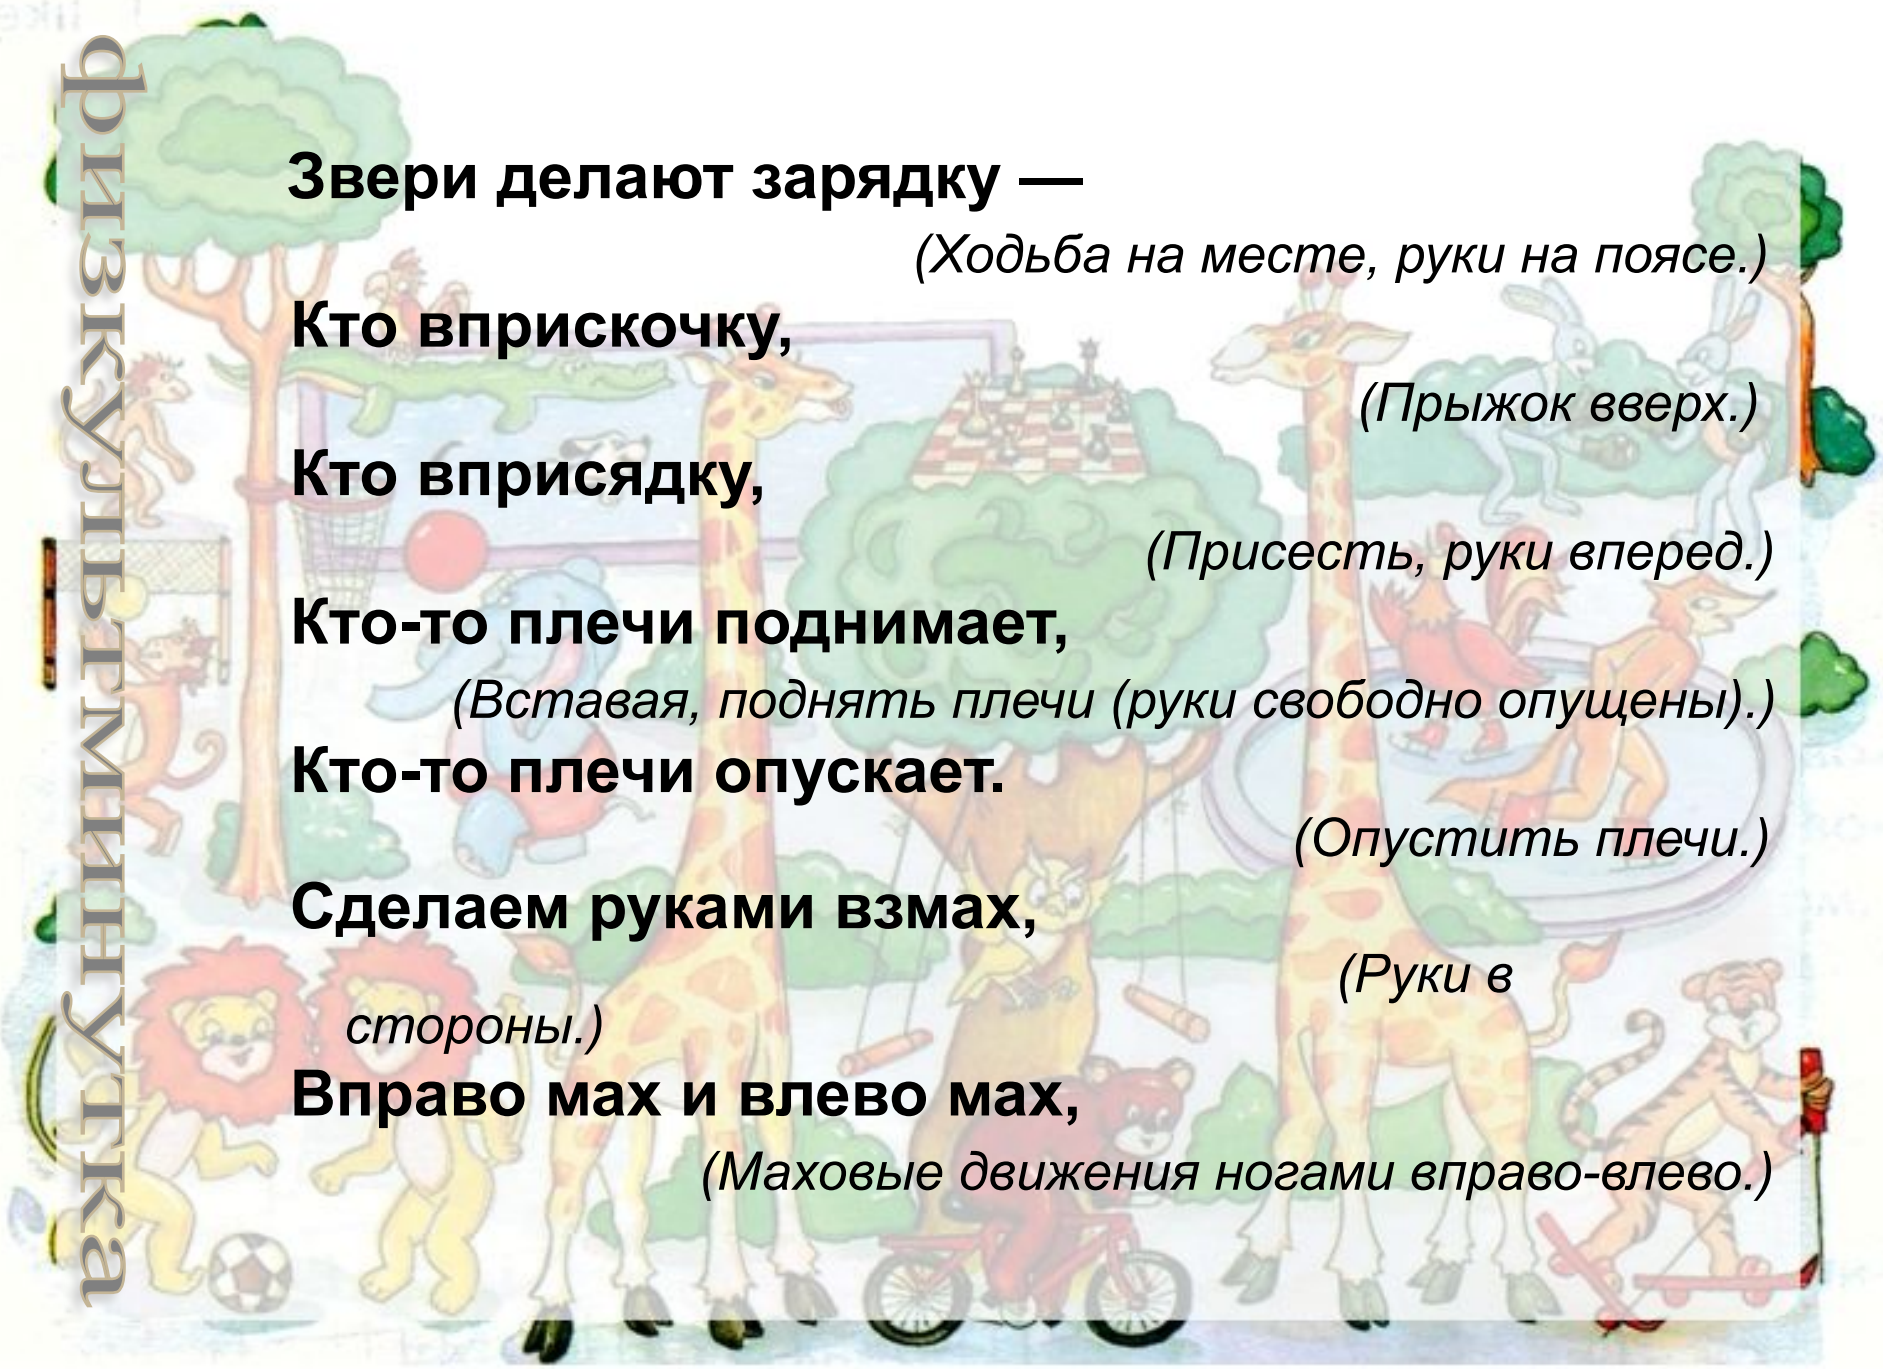 физкультминутка
Звери делают зарядку —
(Ходьба на месте, руки на поясе.)
Кто вприскочку,
(Прыжок вверх.)
Кто вприсядку,
(Присесть, руки вперед.)
Кто-то плечи поднимает,
(Вставая, поднять плечи (руки свободно опущены).)
Кто-то плечи опускает.
(Опустить плечи.)
Сделаем руками взмах,
(Руки в
стороны.)
Вправо мах и влево мах,
(Маховые движения ногами вправо-влево.)